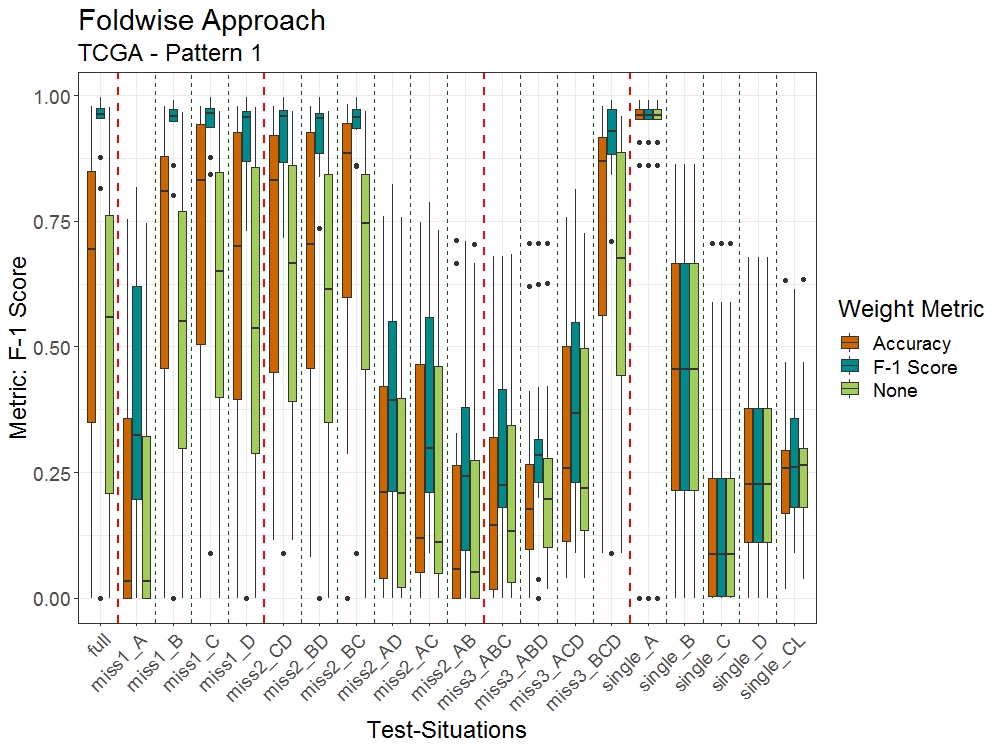 Foldwise Approach
TCGA - Pattern 1
Metric: F-1 Score
1.00
0.75
0.50
0.25
0.00
full
miss1_A
miss1_B
miss1_C
miss1_D
miss2_CD
miss2_BD
miss2_BC
miss2_AD
miss2_AC
miss2_AB
miss3_ABC
miss3_ABD
miss3_ACD
miss3_BCD
single_A
single_B
single_C
single_D
single_CL
Test-Situations
Weight Metric
Accuracy
F-1 Score
None